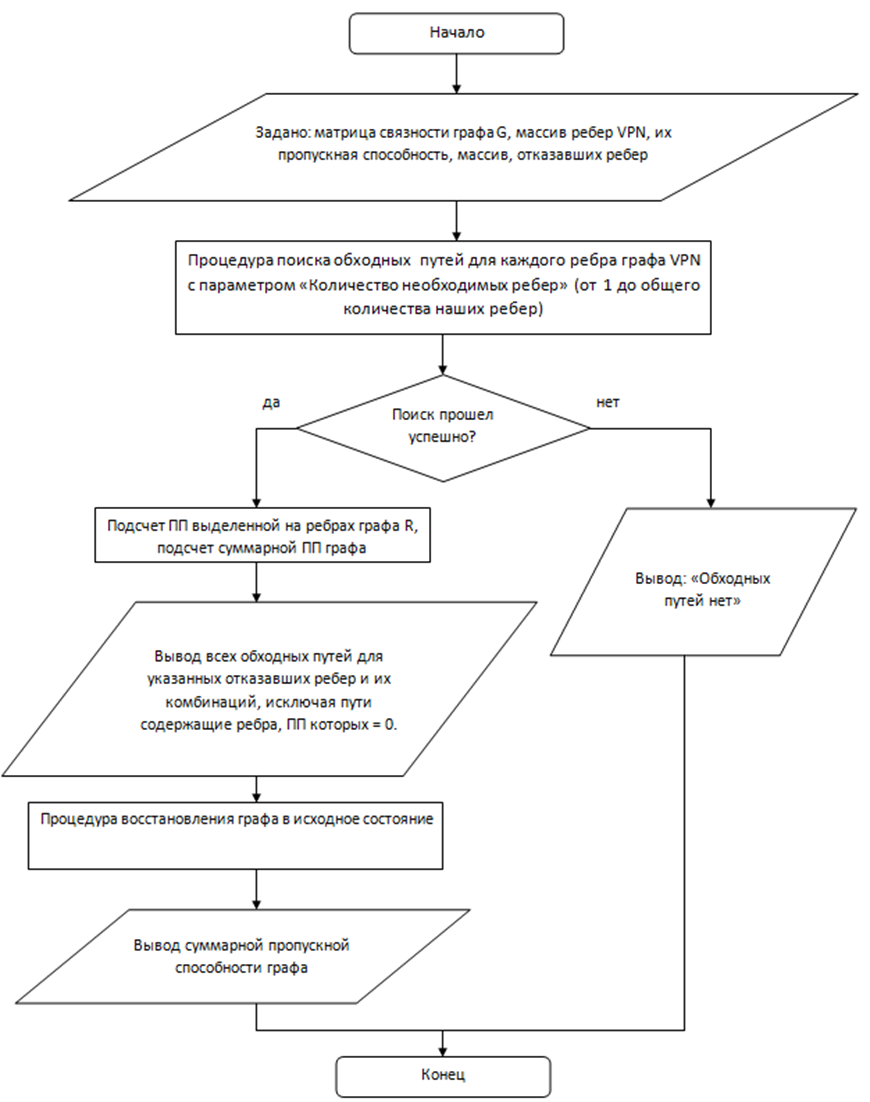 Начало
Задано: матрица связности графа G, массив ребер VPN, их
пропускная способность, массив, отказавших ребер
Процедура поиска обходных путей для каждого ребра графа VPN
с параметром «Количество необходимых ребер» (от 1 до общего
количества наших ребер)
да
нет
Поиск прошел
успешно?
Подсчет ПП выделенной на ребрах графа R,
подсчет суммарной ПП графа
Вывод: «Обходных
путей нет»
Вывод всех обходных путей для
указанных отказавших ребер и их
комбинаций, исключая пути
содержащие ребра, ПП которых = 0.
Процедура восстановления графа в исходное состояние
Вывод суммарной пропускной
способности графа
Конец